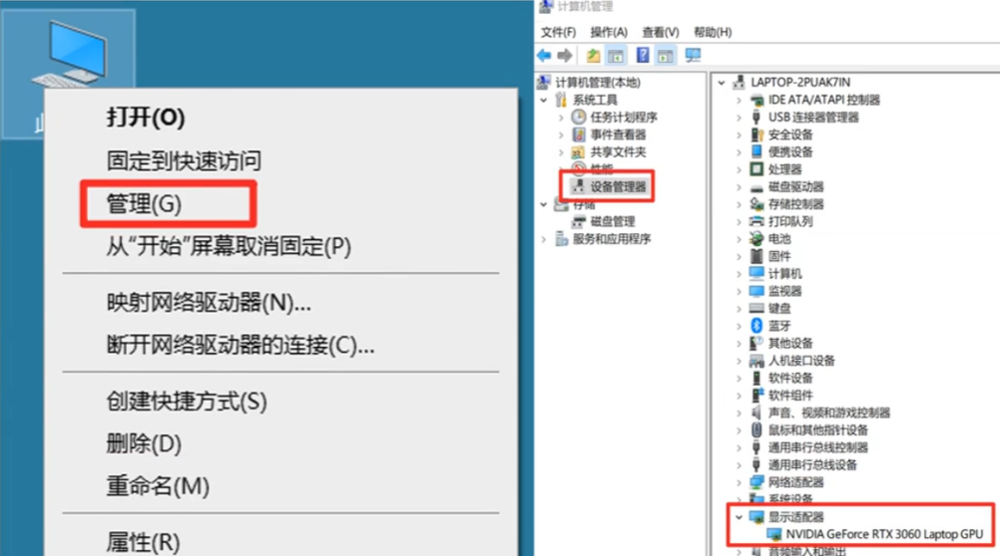 打开(O)
固定到快速访问
管理(G)
从“开始”屏幕取消固定(P)
映射网络驱动器(N)...
断开网络驱动器的连接(C)...
创建快捷方式(S)
删除(D)
重命名(M)
属性(R)
计算机管理
文件(F) 操作(A) 查看(V) 帮助(H)
计算机管理(本地)
系统工具
任务计划程序
事件查看器
共享文件夹
性能
设备管理器
存储
磁盘管理
服务和应用程序
LAPTOP-2PUAK7IN
IDE ATA/ATAPI 控制器
USB 连接器管理器
安全设备
便携设备
处理器
磁盘驱动器
存储控制器
打印队列
电池
固件
计算机
监视器
键盘
蓝牙
其他设备
人机接口设备
软件设备
软件组件
声音、视频和游戏控制器
鼠标和其他指针设备
通用串行总线控制器
通用串行总线设备
网络适配器
系统设备
显示适配器
NVIDIA GeForce RTX 3060 Laptop GPU
音频输入和输出